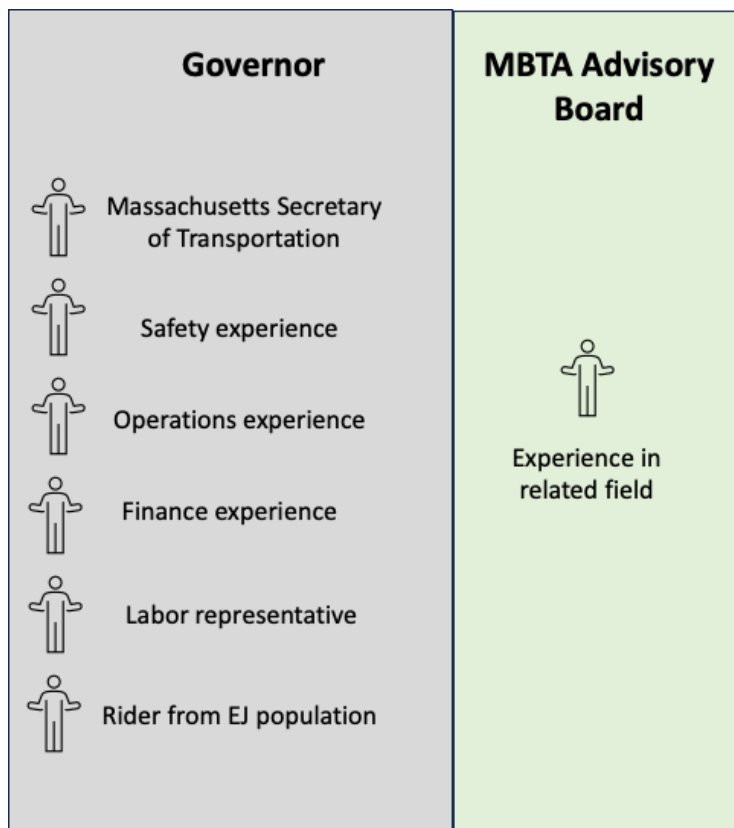 Governor
Massachusetts Secretary
of Transportation
Safety experience
Operations experience
Finance experience
Labor representative
Rider from EJ population
MBTA Advisory
Board
Experience in
related field